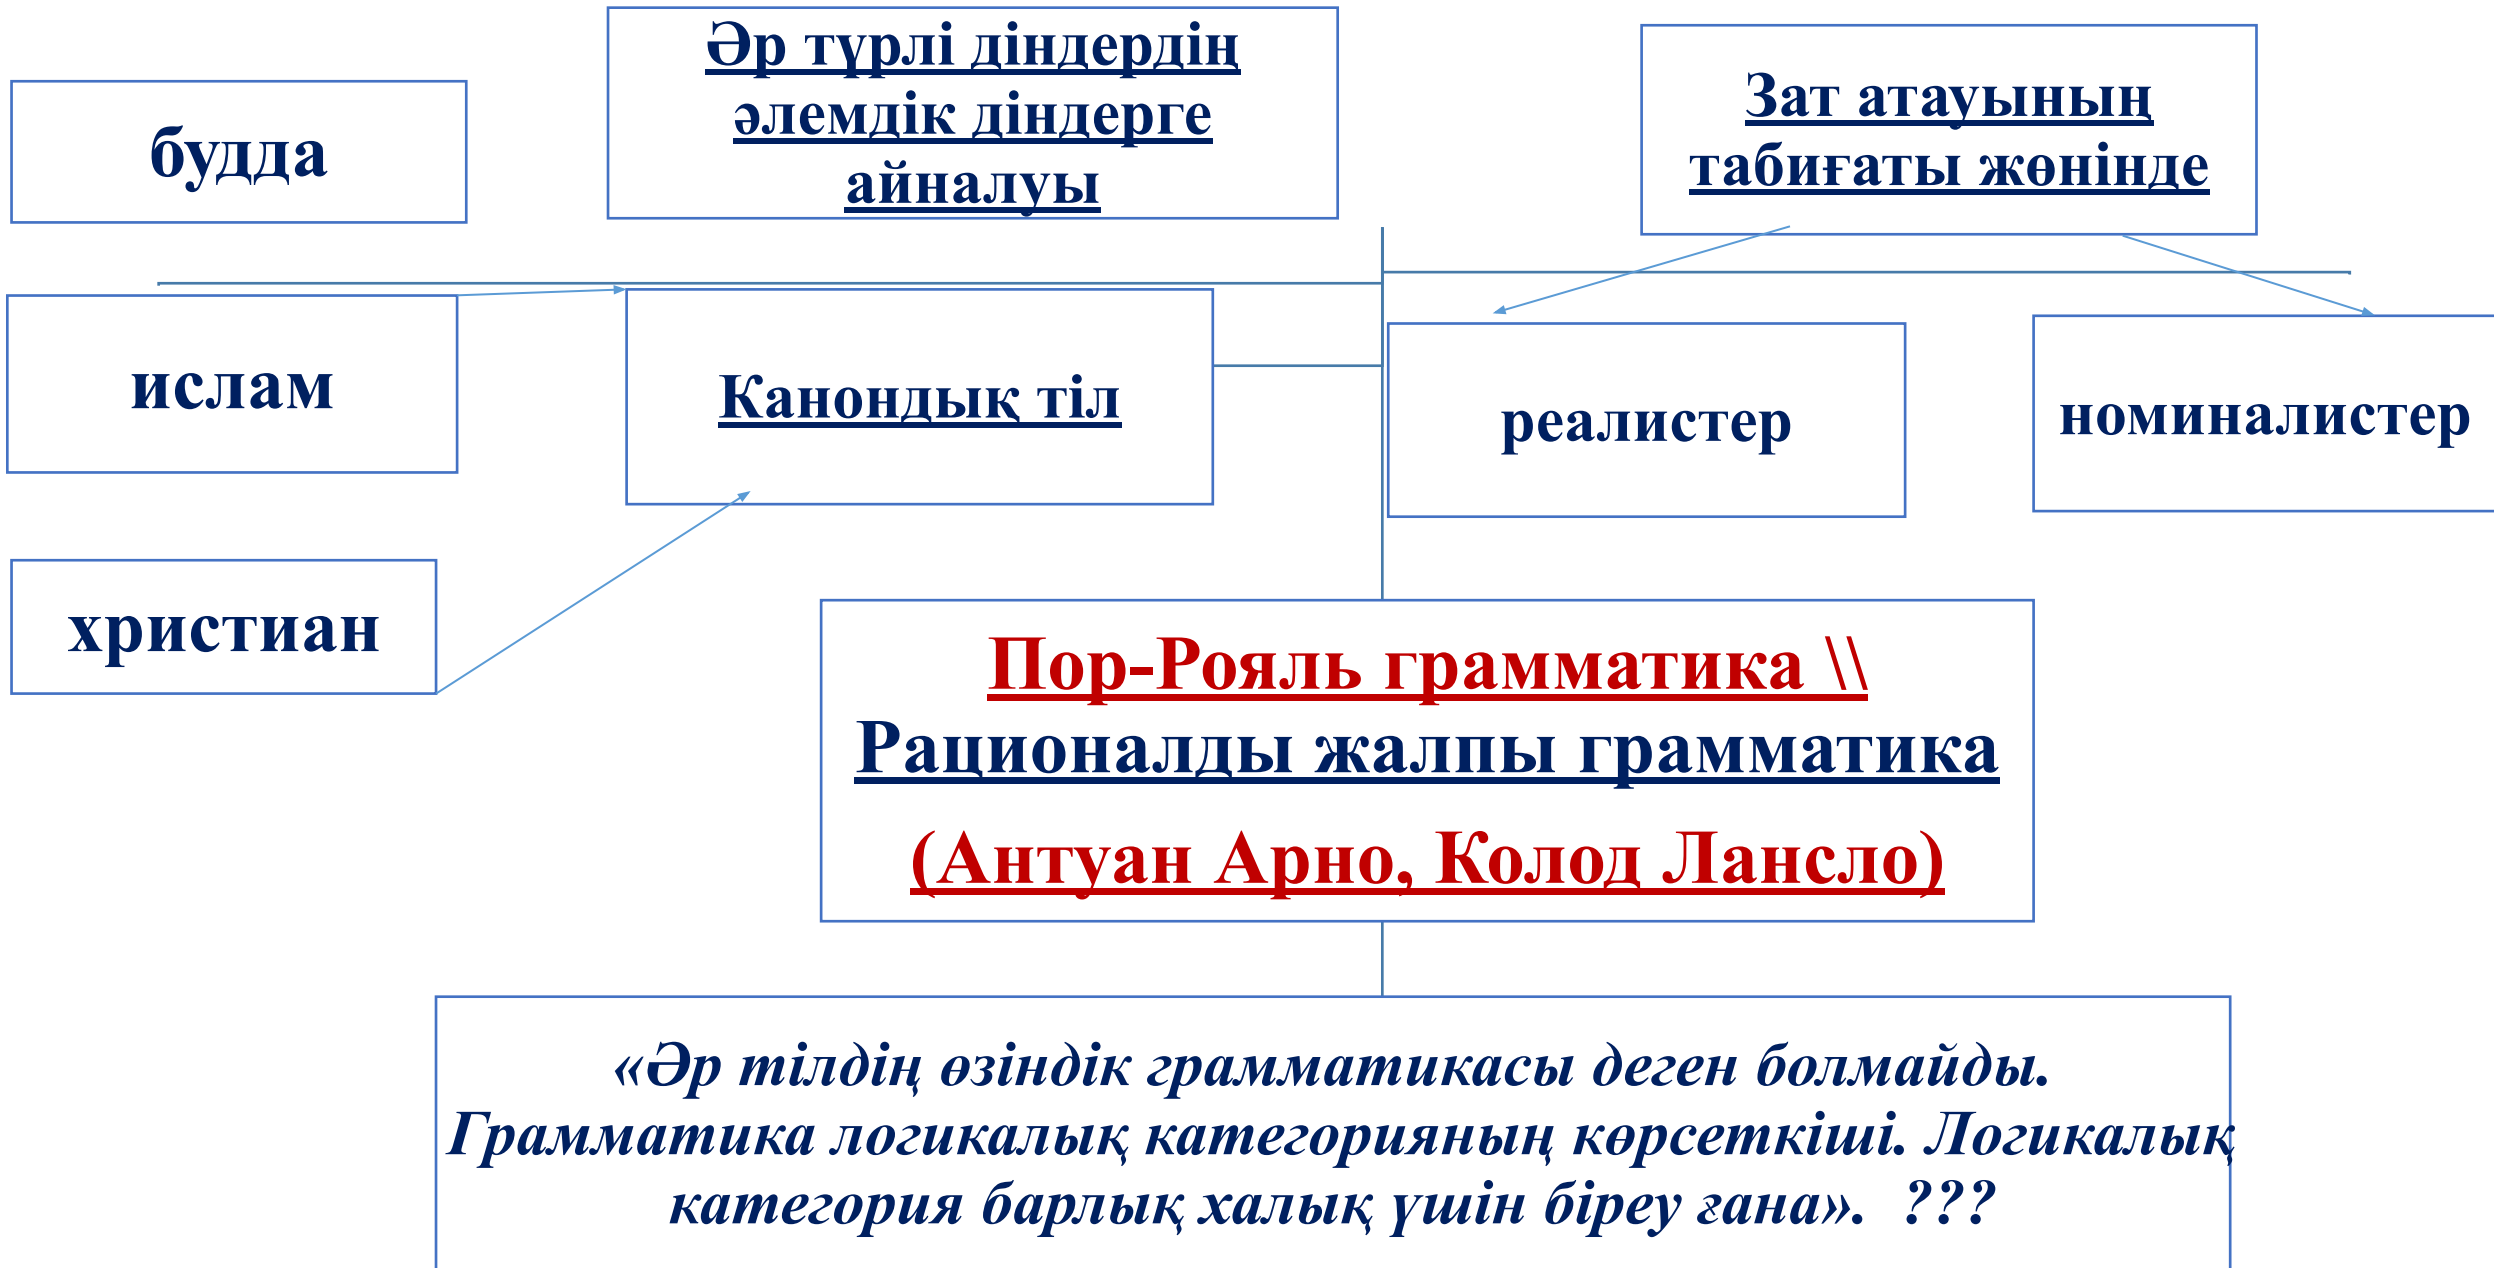 Әр түрлі діндердің
әлемдік діндерге
айналуы
Зат атауының
табиғаты жөнінде
будда
ислам
Канондық тіл
реалистер
номиналистер
христиан
Пор-Рояль грамматика \\
Рационалды жалпы грамматика
(Антуан Арно, Колод Лансло)
«Әр тілдің өзіндік грамматикасы деген болмайды.
Грамматика логикалық категорияның көрсеткіші. Логикалық
категория барлық халық үшін біреу ғана». ???